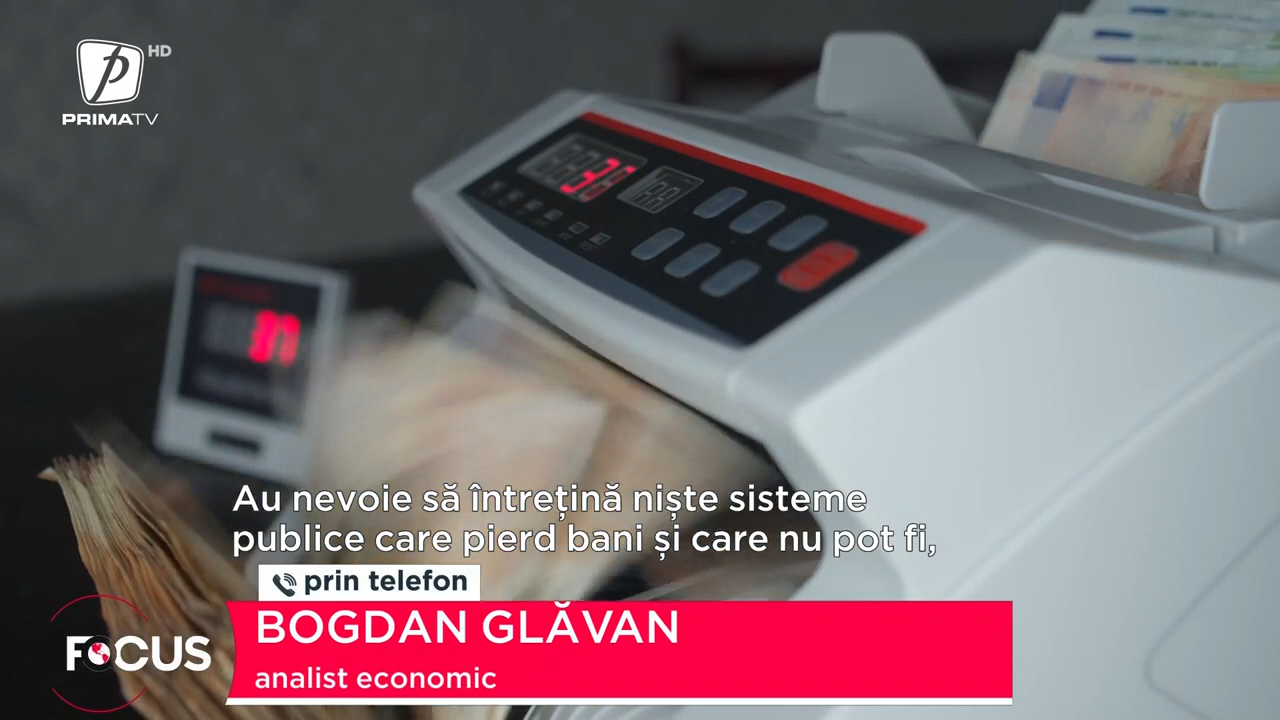 HD
PRIMATV
31
Au nevoie să întrețină niște sisteme
publice care pierd bani și care nu pot fi,
prin telefon
BOGDAN GLĂVAN
analist economic
FOCUS